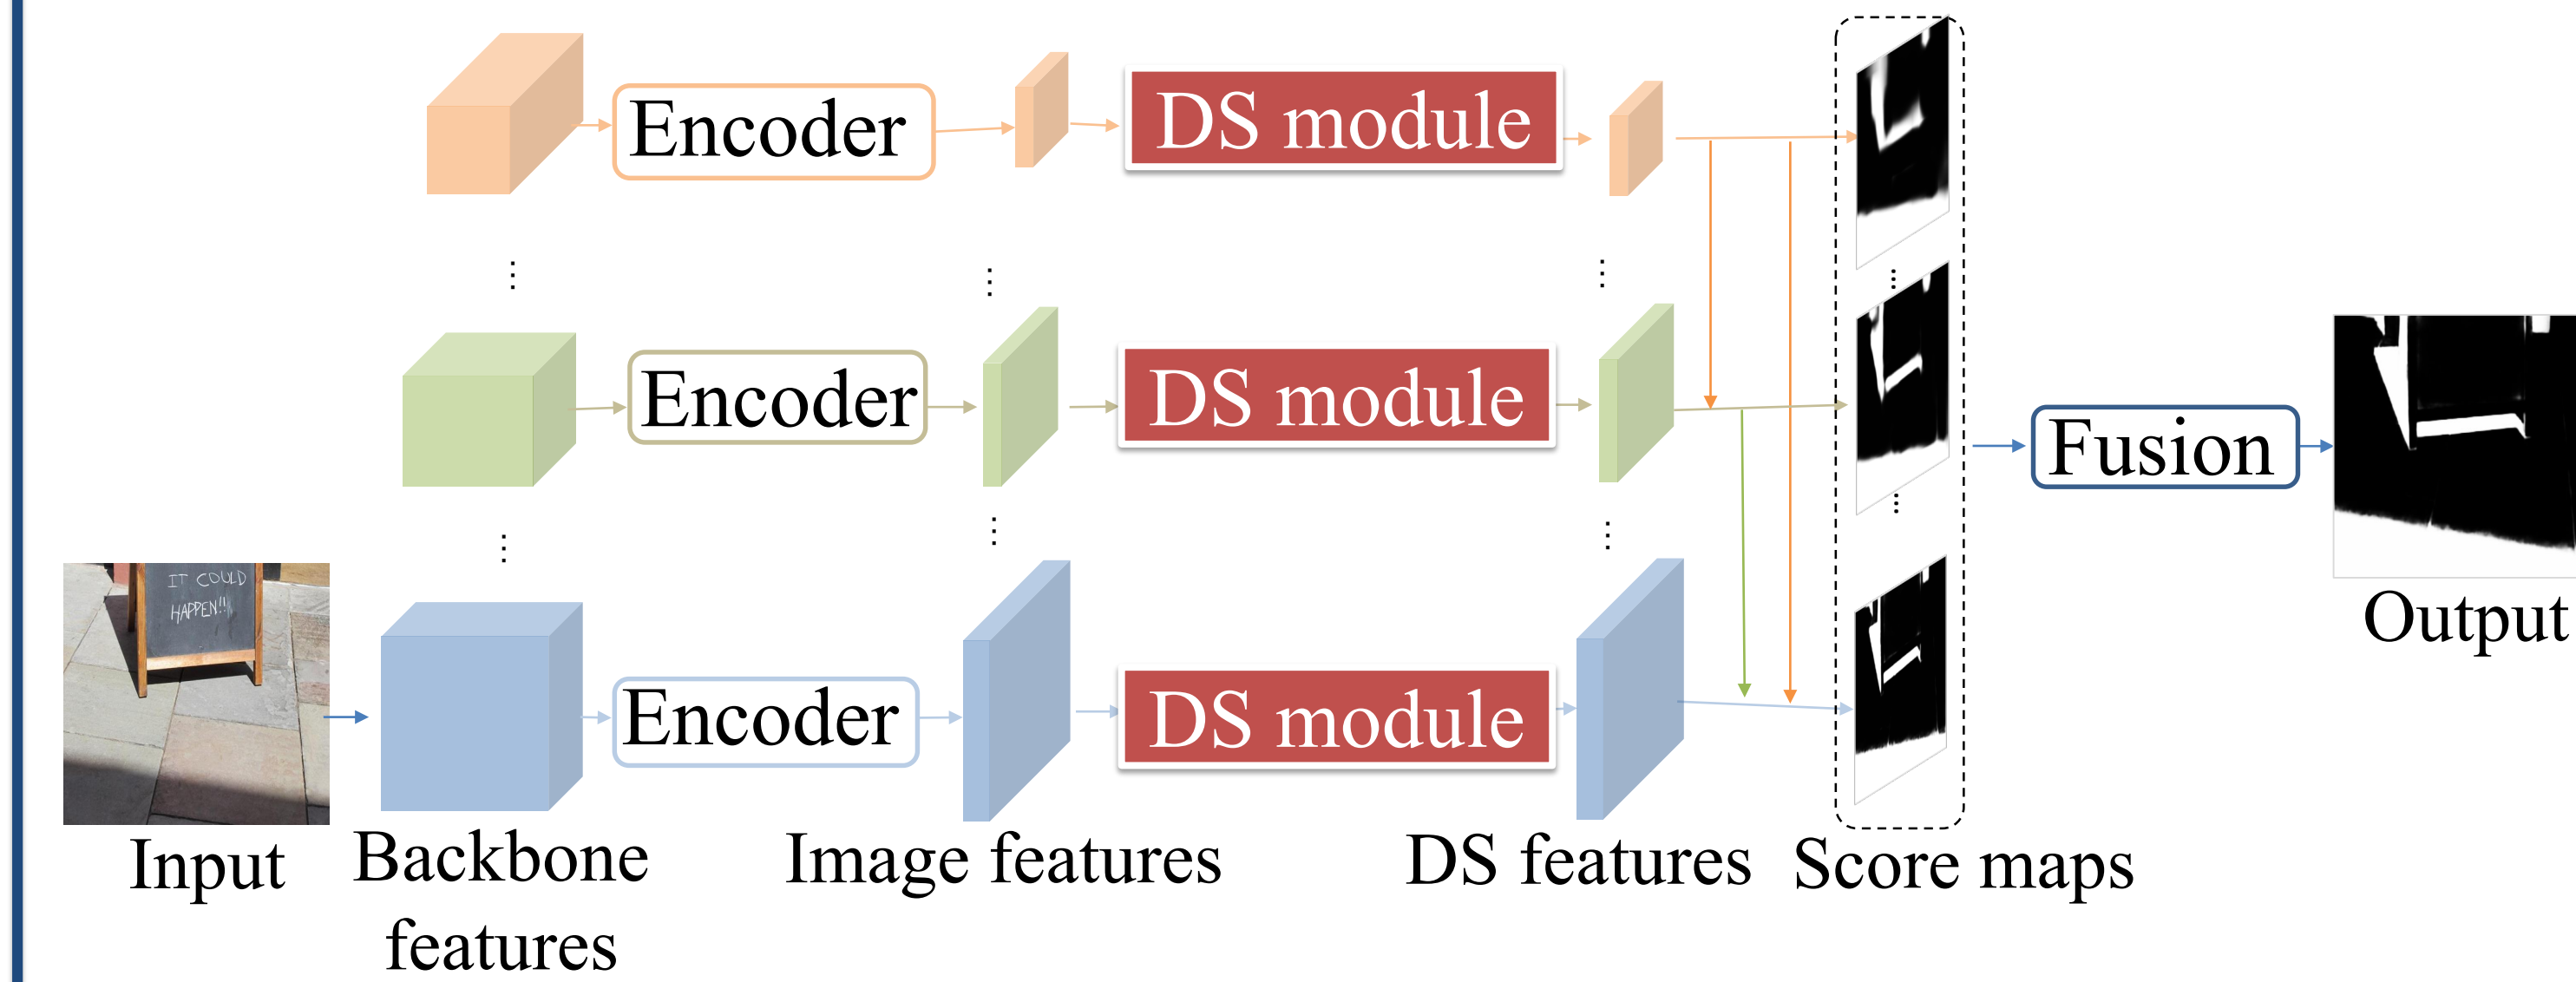 Encoder
DS module
Encoder
DS module
Fusion
IT COULD
HAPPEN!!
Encoder
DS module
Output
Input
Backbone
features
Image features
DS features
Score maps